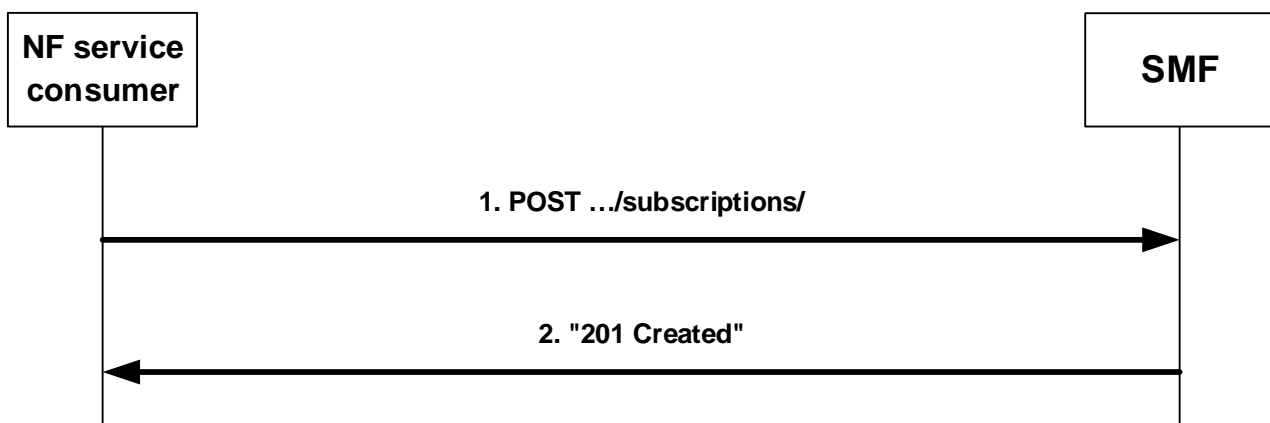 NF service
consumer
SMF
1. POST …/subscriptions/
2. "201 Created"